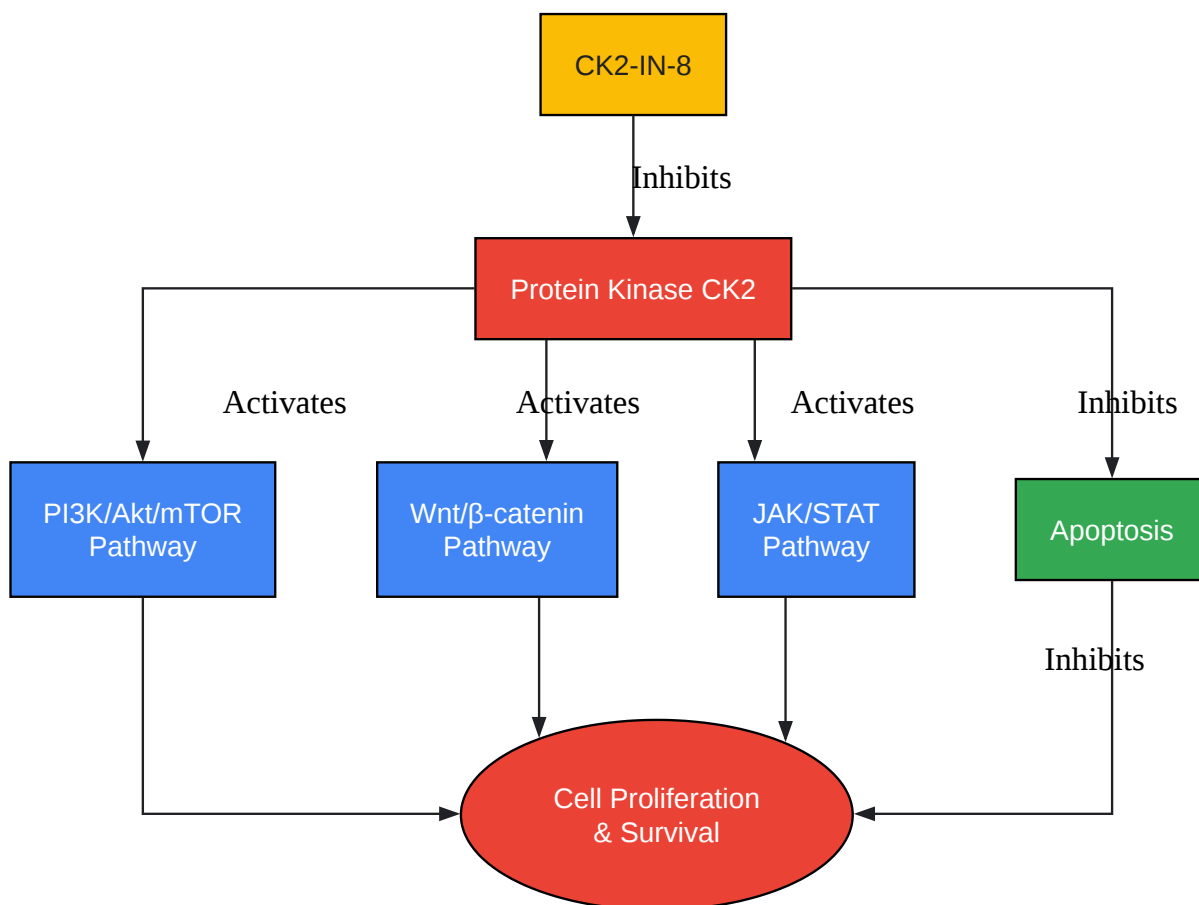 CK2-IN-8
Inhibits
Protein Kinase CK2
Activates
Activates
Activates
Inhibits
PI3K/Akt/mTOR
Pathway
Wnt/β-catenin
Pathway
JAK/STAT
Pathway
Apoptosis
Inhibits
Cell Proliferation
& Survival